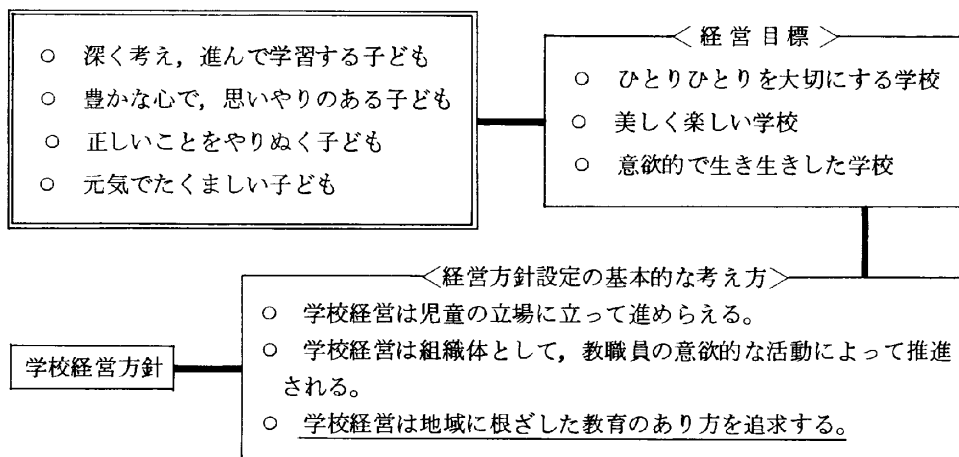 ○ 深く考え，進んで学習する子ども
○ 豊かな心で，思いやりのある子ども
○ 正しいことをやりぬく子ども
○ 元気でたくましい子ども
＜経営目標＞
○ ひとりひとりを大切にする学校
○ 美しく楽しい学校
○ 意欲的で生き生きした学校
＜経営方針設定の基本的な考え方＞
○ 学校経営は児童の立場に立って進めらえる。
○ 学校経営は組織体として，教職員の意欲的な活動によって推進
される。
○ 学校経営は地域に根ざした教育のあり方を追求する。
学校経営方針